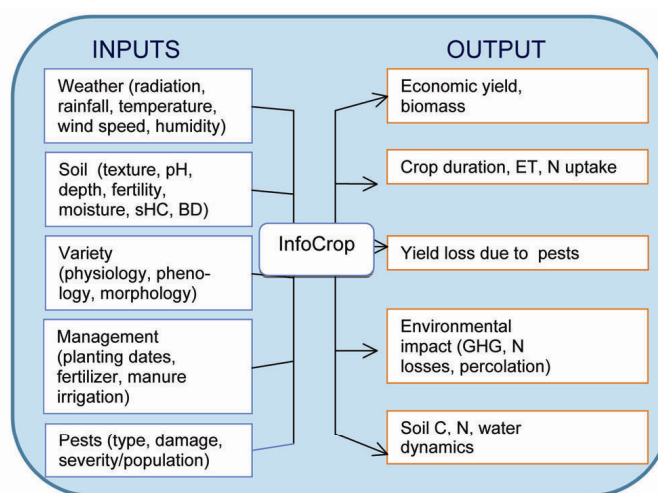 INPUTS
Weather (radiation,
rainfall, temperature,
wind speed, humidity)
Soil (texture, pH,
depth, fertility,
moisture, sHC, BD)
Variety
(physiology, pheno-
logy, morphology)
Management
(planting dates,
fertilizer, manure
irrigation)
Pests (type, damage,
severity/population)
InfoCrop
OUTPUT
Economic yield,
biomass
Crop duration, ET, N uptake
Yield loss due to pests
Environmental
impact (GHG, N
losses, percolation)
Soil C, N, water
dynamics